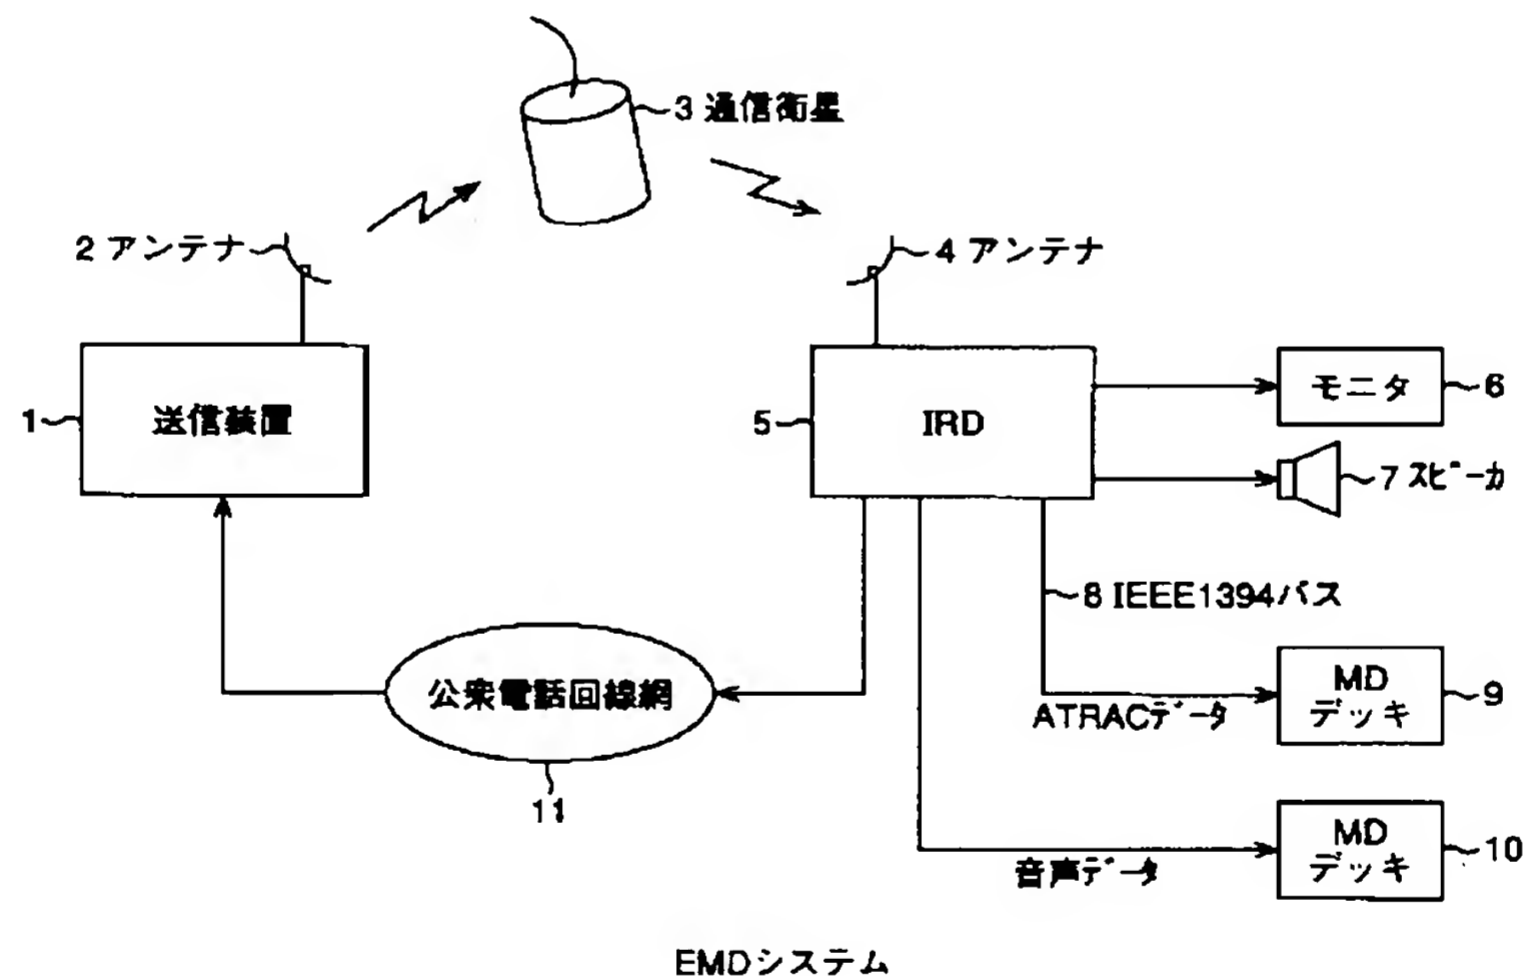 3 通信衛星
2 アンテナ
4 アンテナ
1
送信装置
5
IRD
モニタ
6
7 スピーカ
8 IEEE1394バス
公衆電話回線網
11
ATRACデータ
MD
デッキ
9
音声データ
MD
デッキ
10
EMDシステム